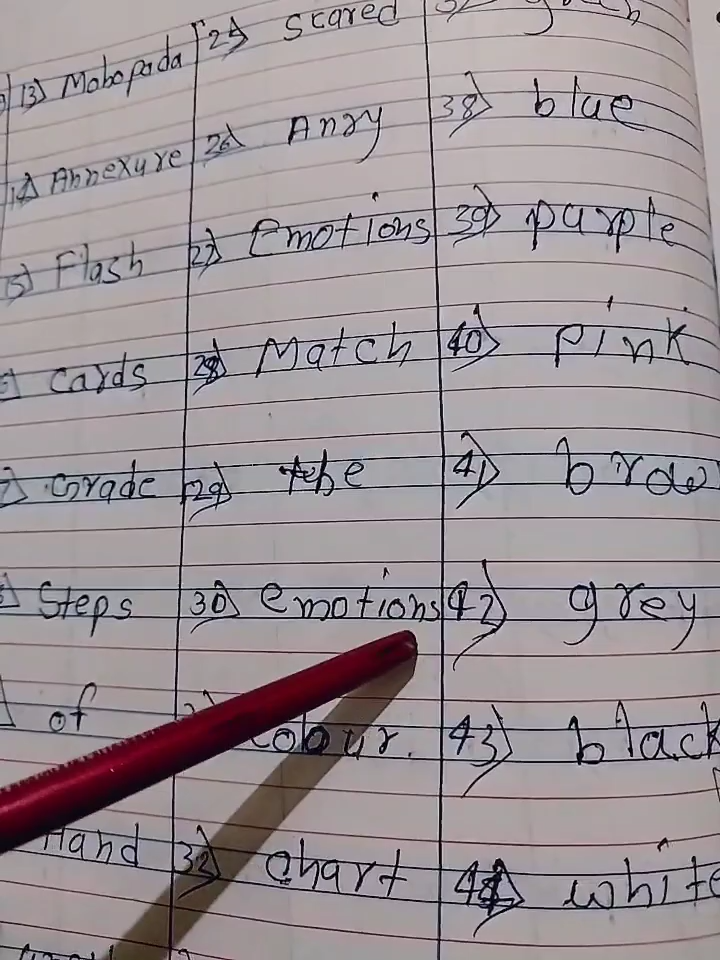 13) Mobopada
14) Annexure
15) Flash
cards
Grade
Steps
of
Hand
25) Scared
26) Anry
27) Emotions
28) Match
29) the
30) emotions
colour.
32) chart
38) blue
39) purple
40) pink
41) brow
42) grey
43) black
44) white